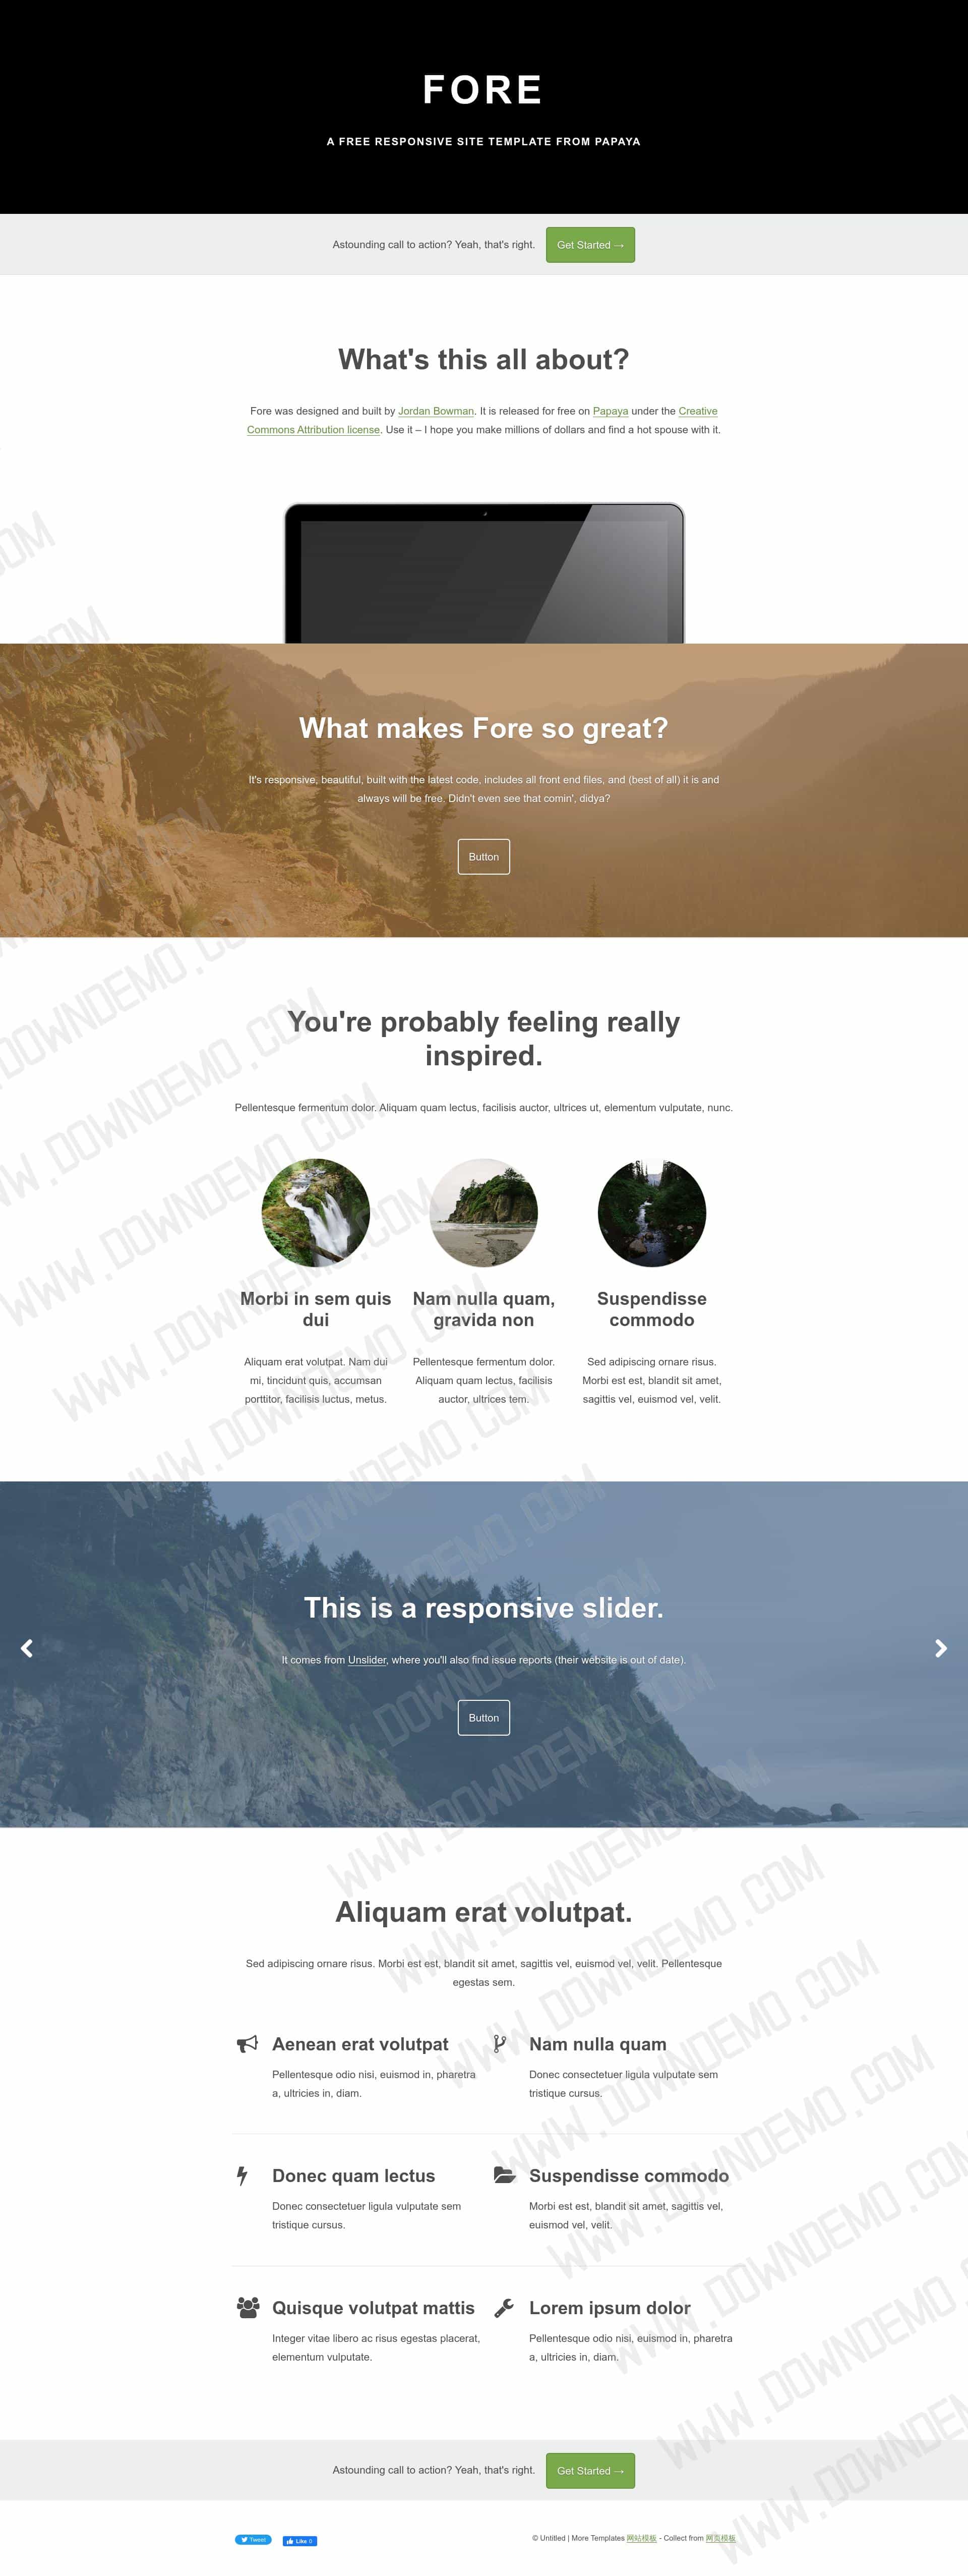 FORE
A FREE RESPONSIVE SITE TEMPLATE FROM PAPAYA
Astounding call to action? Yeah, that's right.
Get Started →
What's this all about?
Fore was designed and built by Jordan Bowman. It is released for free on Papaya under the Creative
Commons Attribution license. Use it – I hope you make millions of dollars and find a hot spouse with it.
What makes Fore so great?
It's responsive, beautiful, built with the latest code, includes all front end files, and (best of all) it is and
always will be free. Didn't even see that comin', didya?
Button
You're probably feeling really
inspired.
Pellentesque fermentum dolor. Aliquam quam lectus, facilisis auctor, ultrices ut, elementum vulputate, nunc.
Morbi in sem quis
dui
Aliquam erat volutpat. Nam dui
mi, tincidunt quis, accumsan
porttitor, facilisis luctus, metus.
Nam nulla quam,
gravida non
Pellentesque fermentum dolor.
Aliquam quam lectus, facilisis
auctor, ultrices tem.
Suspendisse
commodo
Sed adipiscing ornare risus.
Morbi est est, blandit sit amet,
sagittis vel, euismod vel, velit.
This is a responsive slider.
It comes from Unslider, where you'll also find issue reports (their website is out of date).
Button
Aliquam erat volutpat.
Sed adipiscing ornare risus. Morbi est est, blandit sit amet, sagittis vel, euismod vel, velit. Pellentesque
egestas sem.
Aenean erat volutpat
Pellentesque odio nisi, euismod in, pharetra
a, ultricies in, diam.
Nam nulla quam
Donec consectetuer ligula vulputate sem
tristique cursus.
Donec quam lectus
Donec consectetuer ligula vulputate sem
tristique cursus.
Suspendisse commodo
Morbi est est, blandit sit amet, sagittis vel,
euismod vel, velit.
Quisque volutpat mattis
Integer vitae libero ac risus egestas placerat,
elementum vulputate.
Lorem ipsum dolor
Pellentesque odio nisi, euismod in, pharetra
a, ultricies in, diam.
Astounding call to action? Yeah, that's right.
Get Started →
Tweet
Like 0
© Untitled | More Templates 网站模板 - Collect from 网页模板
WWW.DOWNDEMO.COM